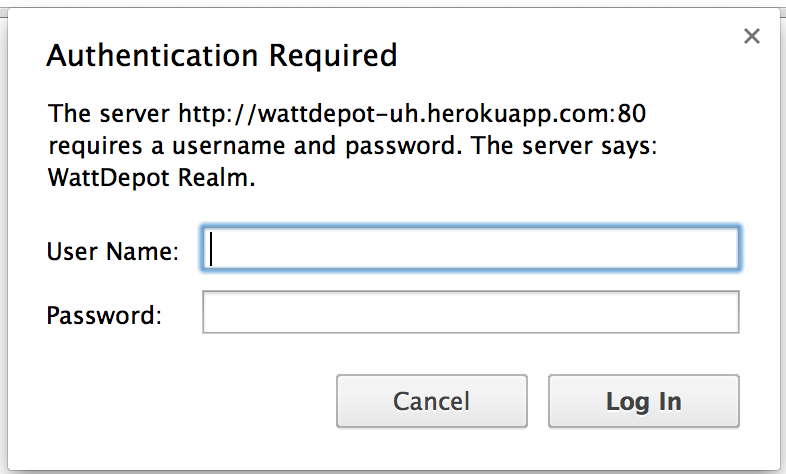 Authentication Required
The server http://wattdepot-uh.herokuapp.com:80
requires a username and password. The server says:
WattDepot Realm.
User Name:
Password:
Cancel Log In